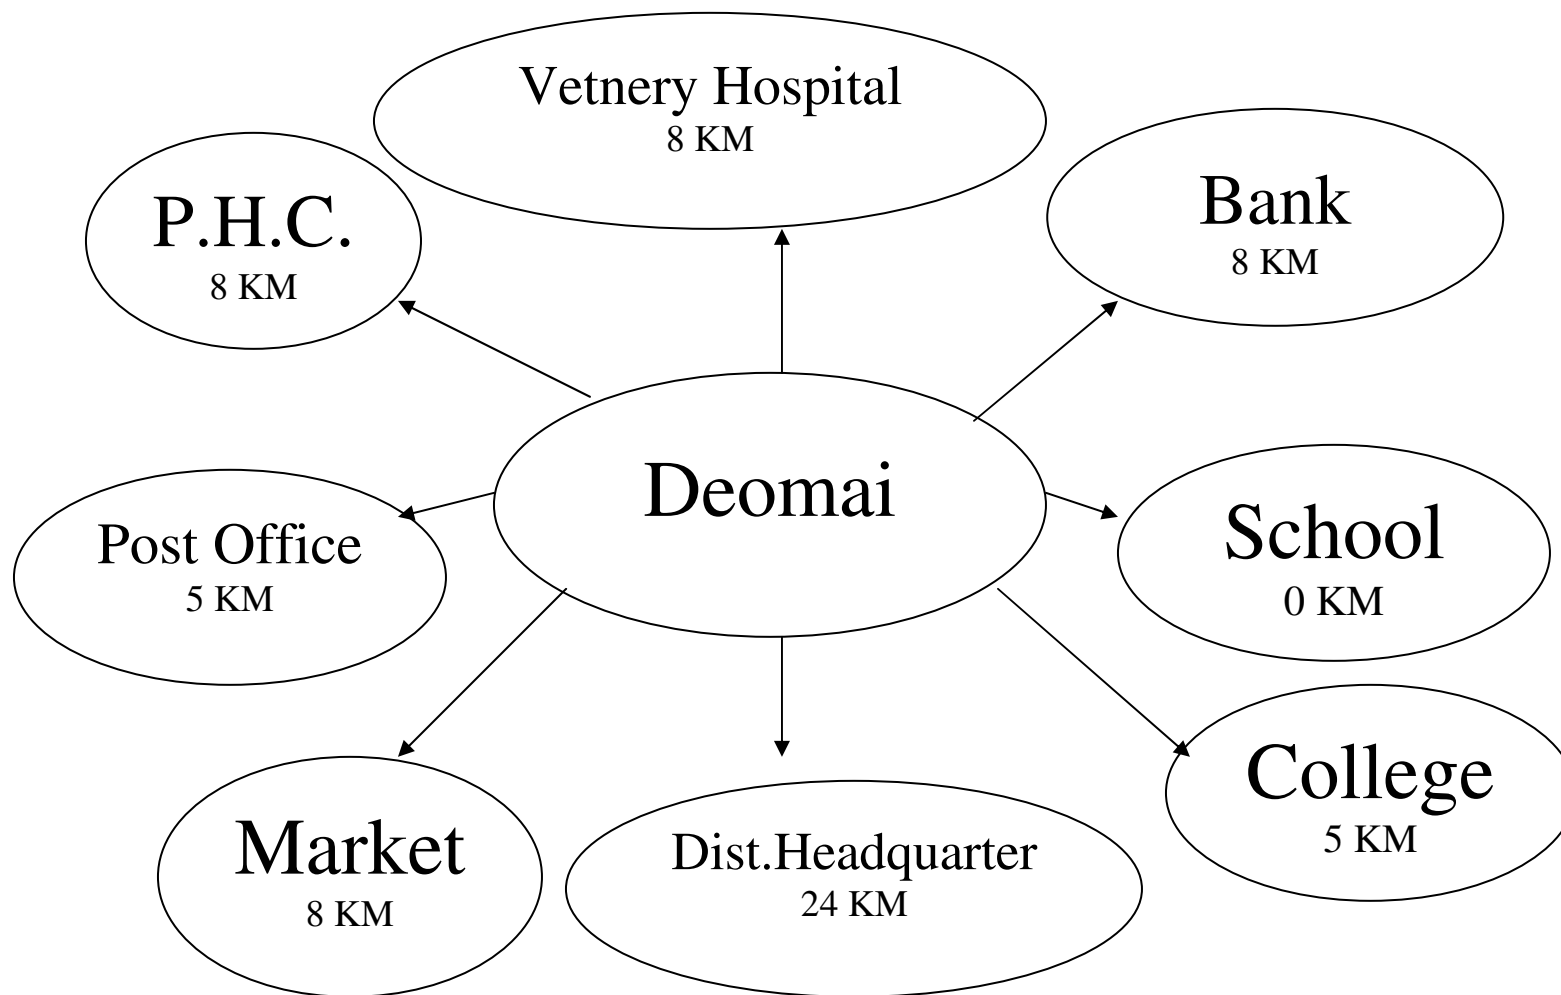 Vetnery Hospital
8 KM
P.H.C.
8 KM
Bank
8 KM
Deomai
Post Office
5 KM
School
0 KM
Market
8 KM
Dist.Headquarter
24 KM
College
5 KM